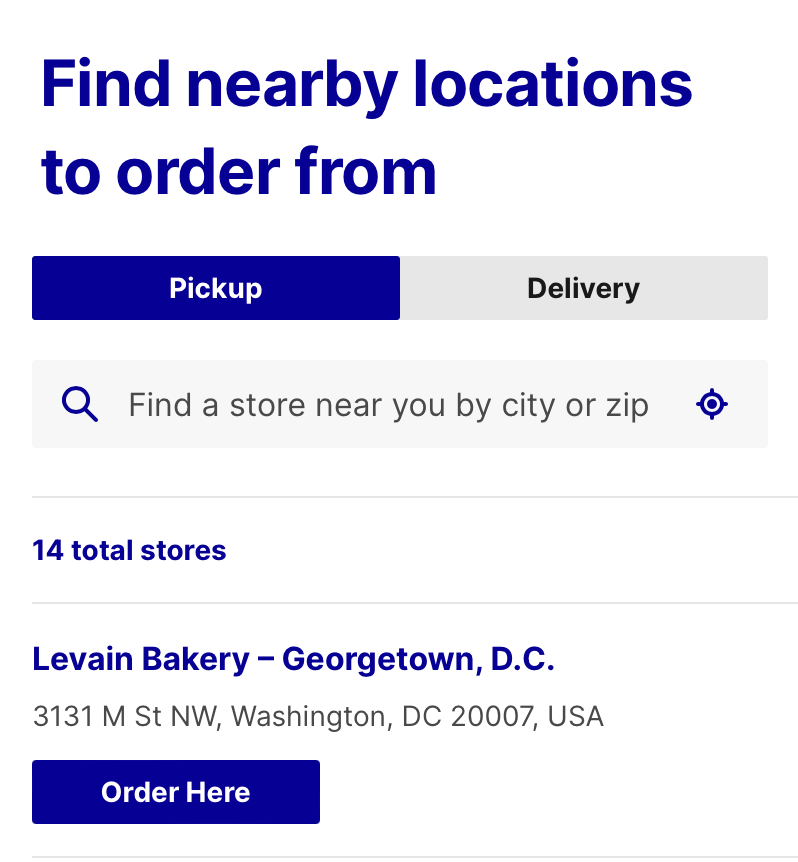 Find nearby locations
to order from
Pickup
Delivery
Find a store near you by city or zip
14 total stores
Levain Bakery – Georgetown, D.C.
3131 M St NW, Washington, DC 20007, USA
Order Here